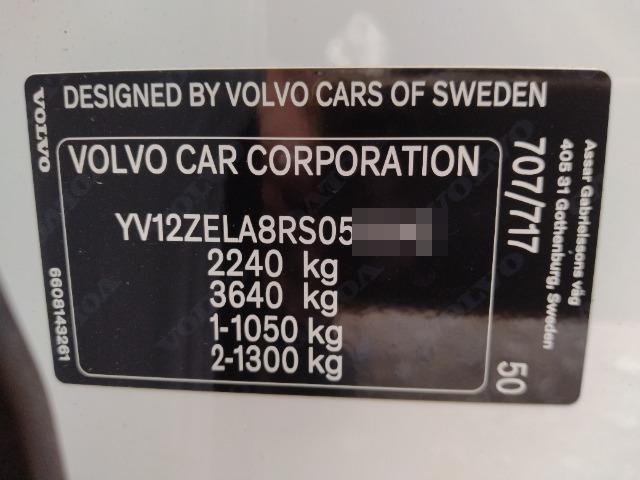 DESIGNED BY VOLVO CARS OF SWEDEN
VOLVO CAR CORPORATION
YV12ZELA8RS05
2240 kg
3640 kg
1-1050 kg
2-1300 kg
VOLVO
6608143261
707/717
50
Assar Gabrielssons väg
405 31 Gothenburg, Sweden